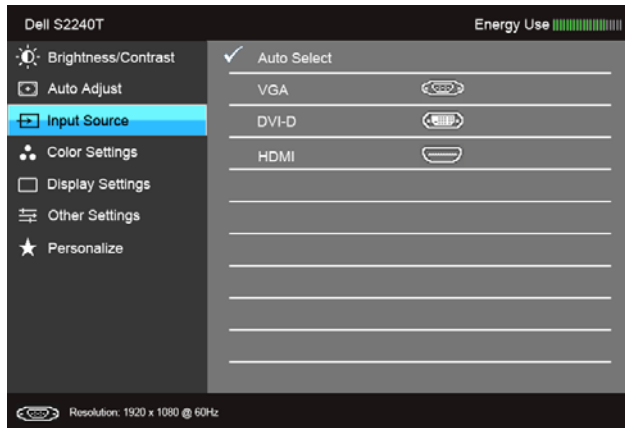 Dell S2240T
Energy Use
Brightness/Contrast
Auto Adjust
Input Source
Color Settings
Display Settings
Other Settings
Personalize
Auto Select
VGA
DVI-D
HDMI
Resolution: 1920 x 1080 @ 60Hz